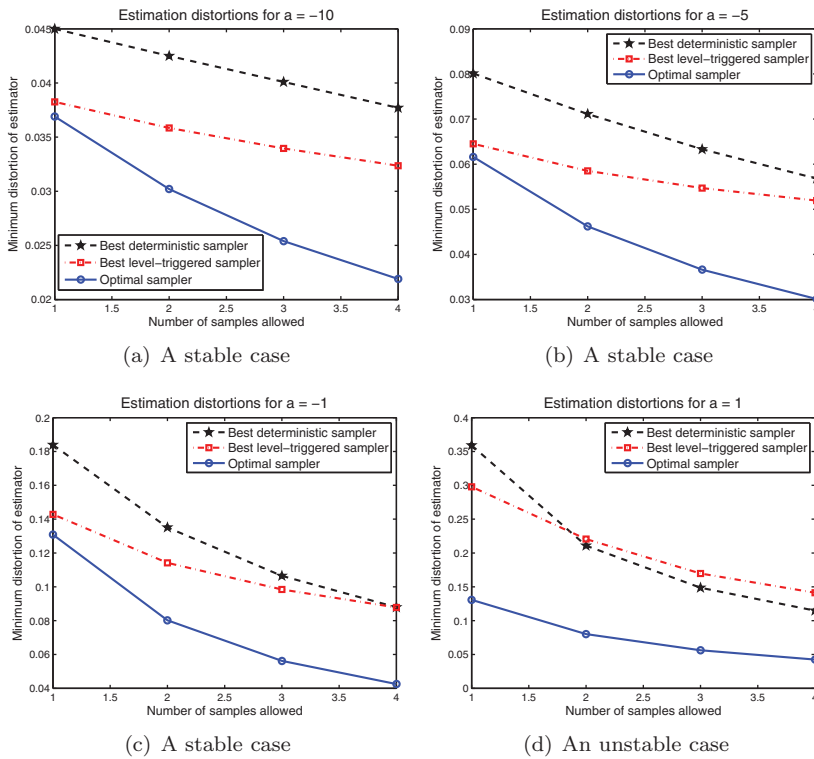 Estimation distortions for a = −10
0.045
0.04
0.035
0.03
0.025
0.02
Minimum distortion of estimator
Best deterministic sampler
Best level−triggered sampler
Optimal sampler
1 1.5 2 2.5 3 3.5 4
Number of samples allowed
(a) A stable case
Estimation distortions for a = −5
0.09
0.08
0.07
0.06
0.05
0.04
0.03
Minimum distortion of estimator
Best deterministic sampler
Best level−triggered sampler
Optimal sampler
1 1.5 2 2.5 3 3.5 4
Number of samples allowed
(b) A stable case
Estimation distortions for a = −1
0.2
0.18
0.16
0.14
0.12
0.1
0.08
0.06
0.04
Minimum distortion of estimator
Best deterministic sampler
Best level−triggered sampler
Optimal sampler
1 1.5 2 2.5 3 3.5 4
Number of samples allowed
(c) A stable case
Estimation distortions for a = 1
0.4
0.35
0.3
0.25
0.2
0.15
0.1
0.05
0
Minimum distortion of estimator
Best deterministic sampler
Best level−triggered sampler
Optimal sampler
1 1.5 2 2.5 3 3.5 4
Number of samples allowed
(d) An unstable case